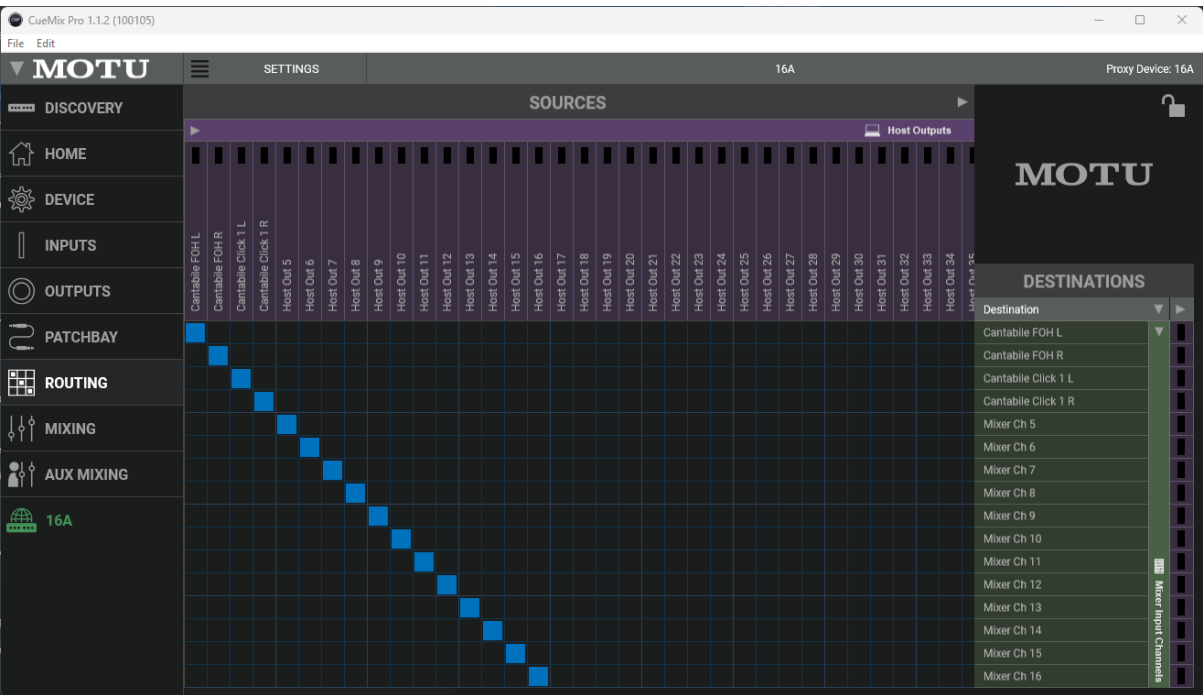 CueMix Pro 1.1.2 (100105)
File Edit
MOTU
SETTINGS
16A
Proxy Device: 16A
DISCOVERY
HOME
DEVICE
INPUTS
OUTPUTS
PATCHBAY
ROUTING
MIXING
AUX MIXING
16A
SOURCES
Host Outputs
Cantabile FOH L
Cantabile FOH R
Cantabile Click 1 L
Cantabile Click 1 R
Host Out 5
Host Out 6
Host Out 7
Host Out 8
Host Out 9
Host Out 10
Host Out 11
Host Out 12
Host Out 13
Host Out 14
Host Out 15
Host Out 16
Host Out 17
Host Out 18
Host Out 19
Host Out 20
Host Out 21
Host Out 22
Host Out 23
Host Out 24
Host Out 25
Host Out 26
Host Out 27
Host Out 28
Host Out 29
Host Out 30
Host Out 31
Host Out 32
Host Out 33
Host Out 34
Host Out 35
MOTU
DESTINATIONS
Destination
Cantabile FOH L
Cantabile FOH R
Cantabile Click 1 L
Cantabile Click 1 R
Mixer Ch 5
Mixer Ch 6
Mixer Ch 7
Mixer Ch 8
Mixer Ch 9
Mixer Ch 10
Mixer Ch 11
Mixer Ch 12
Mixer Ch 13
Mixer Ch 14
Mixer Ch 15
Mixer Ch 16
Mixer Input Channels